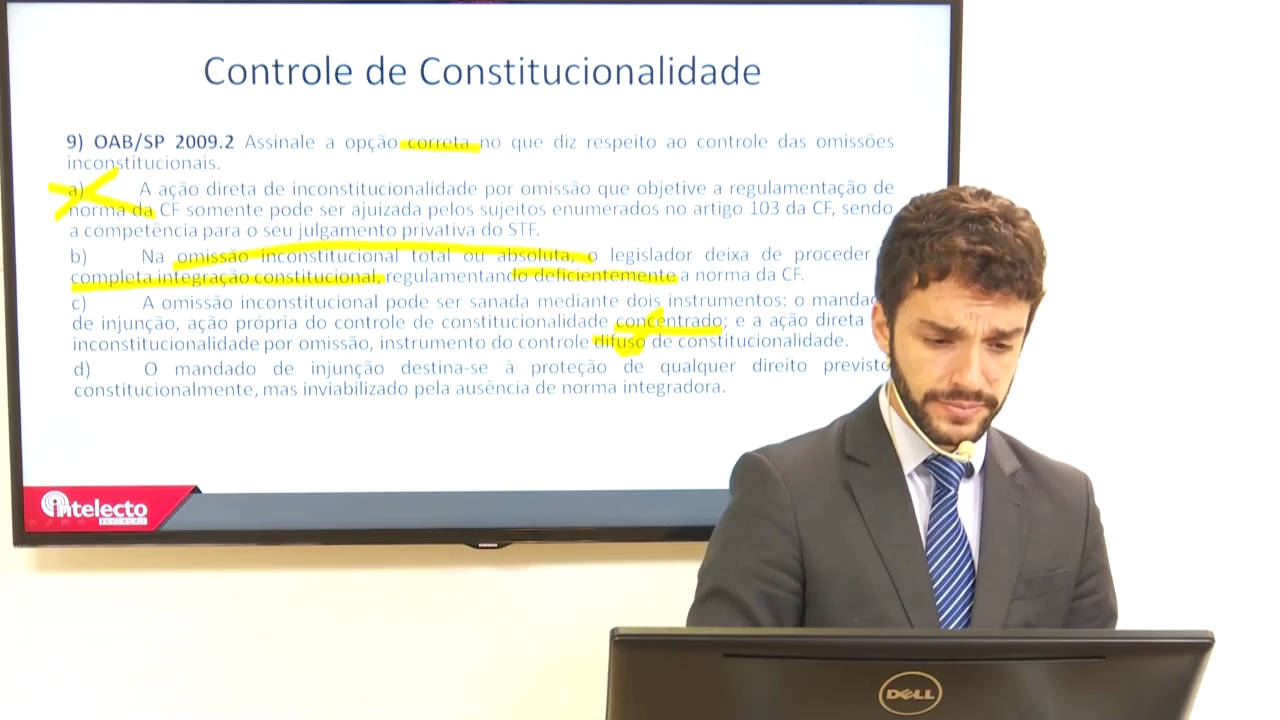 Controle de Constitucionalidade
9) OAB/SP 2009.2 Assinale a opção correta no que diz respeito ao controle das omissões
inconstitucionais.
a) A ação direta de inconstitucionalidade por omissão que objetive a regulamentação de
norma da CF somente pode ser ajuizada pelos sujeitos enumerados no artigo 103 da CF, sendo
a competência para o seu julgamento privativa do STF.
b) Na omissão inconstitucional total ou absoluta, o legislador deixa de proceder
completa integração constitucional, regulamentando deficientemente a norma da CF.
c) A omissão inconstitucional pode ser sanada mediante dois instrumentos: o mandad
de injunção, ação própria do controle de constitucionalidade concentrado; e a ação direta
inconstitucionalidade por omissão, instrumento do controle difuso de constitucionalidade.
d) O mandado de injunção destina-se à proteção de qualquer direito previsto
constitucionalmente, mas inviabilizado pela ausência de norma integradora.
intelecto
EDUCAÇÃO
SAMSUNG
DELL